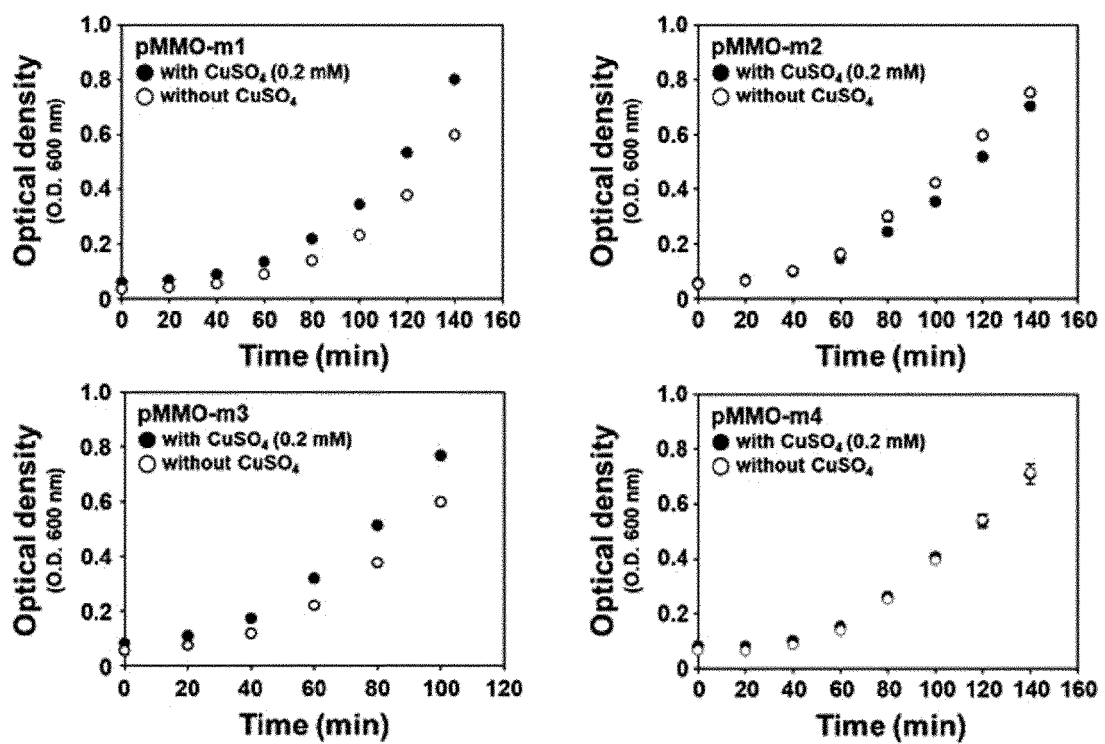 pMMO-m1
● with CuSO₄ (0.2 mM)
○ without CuSO₄
Optical density
(O.D. 600 nm)
1.0
0.8
0.6
0.4
0.2
0
0 20 40 60 80 100 120 140 160
Time (min)
pMMO-m2
● with CuSO₄ (0.2 mM)
○ without CuSO₄
Optical density
(O.D. 600 nm)
1.0
0.8
0.6
0.4
0.2
0
0 20 40 60 80 100 120 140 160
Time (min)
pMMO-m3
● with CuSO₄ (0.2 mM)
○ without CuSO₄
Optical density
(O.D. 600 nm)
1.0
0.8
0.6
0.4
0.2
0
0 20 40 60 80 100 120
Time (min)
pMMO-m4
● with CuSO₄ (0.2 mM)
○ without CuSO₄
Optical density
(O.D. 600 nm)
1.0
0.8
0.6
0.4
0.2
0
0 20 40 60 80 100 120 140 160
Time (min)